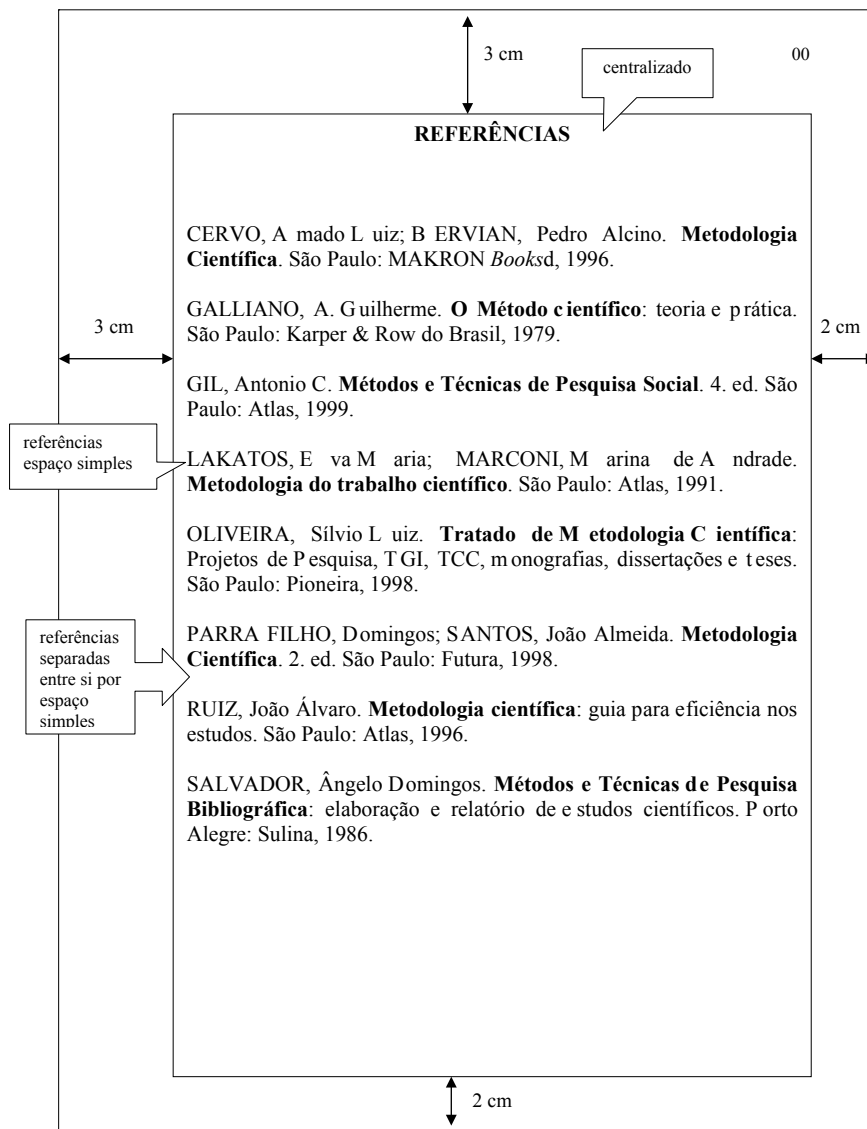 3 cm
centralizado
00
REFERÊNCIAS
CERVO, A mado L uiz; B ERVIAN, Pedro Alcino. Metodologia
Científica. São Paulo: MAKRON Booksd, 1996.
GALLIANO, A. G uilherme. O Método c ientífico: teoria e p rática.
São Paulo: Karper & Row do Brasil, 1979.
3 cm
2 cm
GIL, Antonio C. Métodos e Técnicas de Pesquisa Social. 4. ed. São
Paulo: Atlas, 1999.
referências
espaço simples
LAKATOS, E va M aria; MARCONI, M arina de A ndrade.
Metodologia do trabalho científico. São Paulo: Atlas, 1991.
OLIVEIRA, Sílvio L uiz. Tratado de M etodologia C ientífica:
Projetos de P esquisa, T GI, TCC, m onografias, dissertações e t eses.
São Paulo: Pioneira, 1998.
referências
separadas
entre si por
espaço
simples
PARRA FILHO, Domingos; SANTOS, João Almeida. Metodologia
Científica. 2. ed. São Paulo: Futura, 1998.
RUIZ, João Álvaro. Metodologia científica: guia para eficiência nos
estudos. São Paulo: Atlas, 1996.
SALVADOR, Ângelo D omingos. Métodos e Técnicas d e Pesquisa
Bibliográfica: elaboração e relatório de e studos científicos. P orto
Alegre: Sulina, 1986.
2 cm